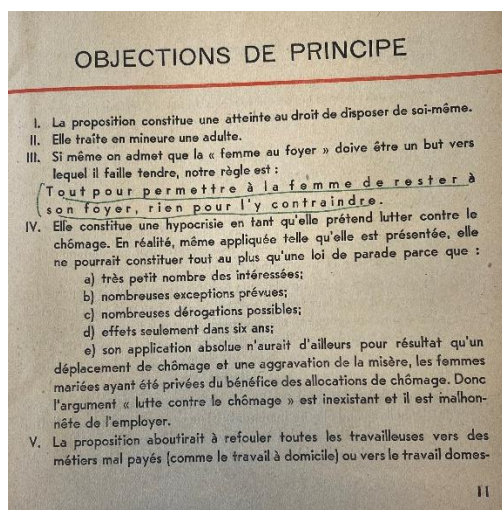 OBJECTIONS DE PRINCIPE
I. La proposition constitue une atteinte au droit de disposer de soi-même.
II. Elle traite en mineure une adulte.
III. Si même on admet que la « femme au foyer » doive être un but vers
lequel il faille tendre, notre règle est :
Tout pour permettre à la femme de rester à
son foyer, rien pour l'y contraindre.
IV. Elle constitue une hypocrisie en tant qu'elle prétend lutter contre le
chômage. En réalité, même appliquée telle qu'elle est présentée, elle
ne pourrait constituer tout au plus qu'une loi de parade parce que :
a) très petit nombre des intéressées;
b) nombreuses exceptions prévues;
c) nombreuses dérogations possibles;
d) effets seulement dans six ans;
e) son application absolue n'aurait d'ailleurs pour résultat qu'un
déplacement de chômage et une aggravation de la misère, les femmes
mariées ayant été privées du bénéfice des allocations de chômage. Donc
l'argument « lutte contre le chômage » est inexistant et il est malhon-
nête de l'employer.
V. La proposition aboutirait à refouler toutes les travailleuses vers des
métiers mal payés (comme le travail à domicile) ou vers le travail domes-
11